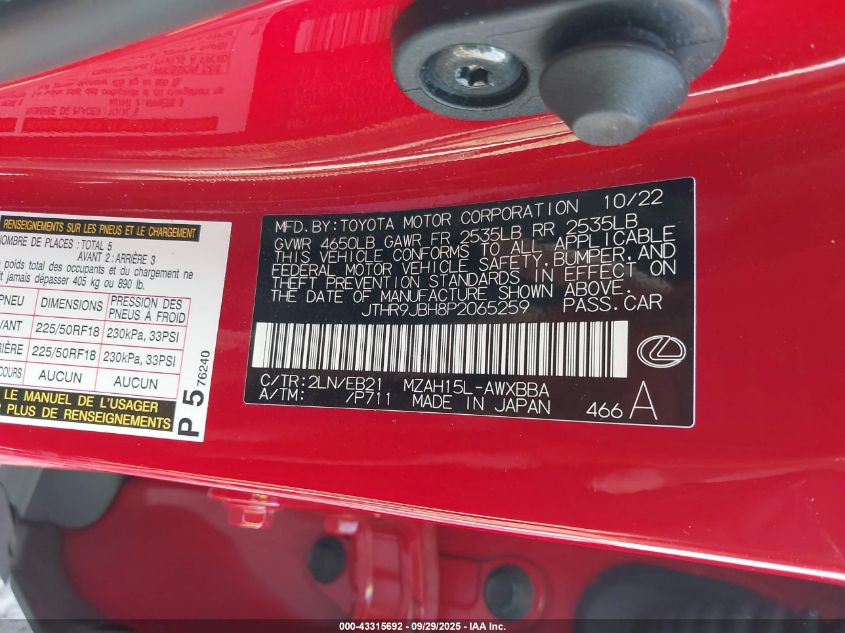 RENSEIGNEMENTS SUR LES PNEUS ET LE CHARGEMENT
NOMBRE DE PLACES : TOTAL 5
AVANT 2 : ARRIÈRE 3
poids total des occupants et du chargement ne
jamais dépasser 405 kg ou 890 lb.
PNEU DIMENSIONS PRESSION DES PNEUS À FROID
225/50RF18 230kPa, 33PSI
225/50RF18 230kPa, 33PSI
AUCUN AUCUN
LE MANUEL DE L'USAGER
PLUS DE RENSEIGNEMENTS
P 5 76240
MFD. BY: TOYOTA MOTOR CORPORATION 10/22
GVWR 4650LB GAWR FR 2535LB RR 2535LB
THIS VEHICLE CONFORMS TO ALL APPLICABLE
FEDERAL MOTOR VEHICLE SAFETY, BUMPER, AND
THEFT PREVENTION STANDARDS IN EFFECT ON
THE DATE OF MANUFACTURE SHOWN ABOVE.
JTHR9JBH8P2065259 PASS. CAR
C/TR: 2LN/EB21 MZAH15L-AWXBBA
A/TM: /P711 MADE IN JAPAN 466 A
000-43315692 - 09/29/2025 - IAA Inc.